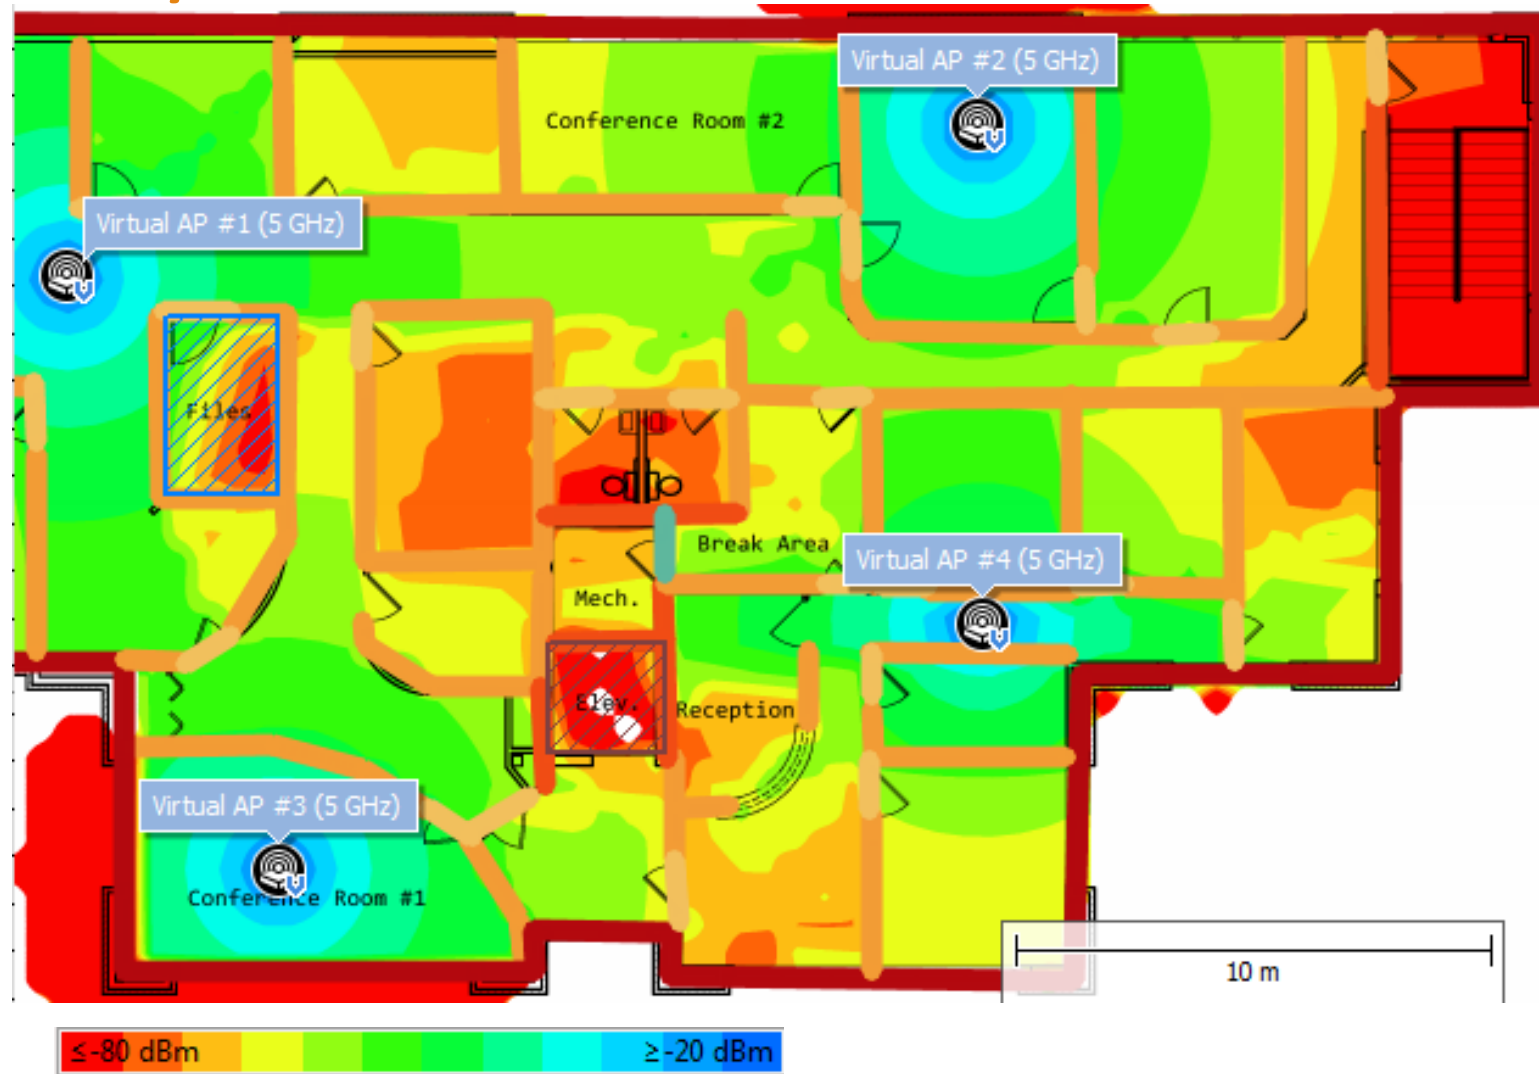 Virtual AP #2 (5 GHz)
Conference Room #2
Virtual AP #1 (5 GHz)
Files
Break Area
Virtual AP #4 (5 GHz)
Mech.
Elev.
Reception
Virtual AP #3 (5 GHz)
Conference Room #1
10 m
≤-80 dBm
≥-20 dBm